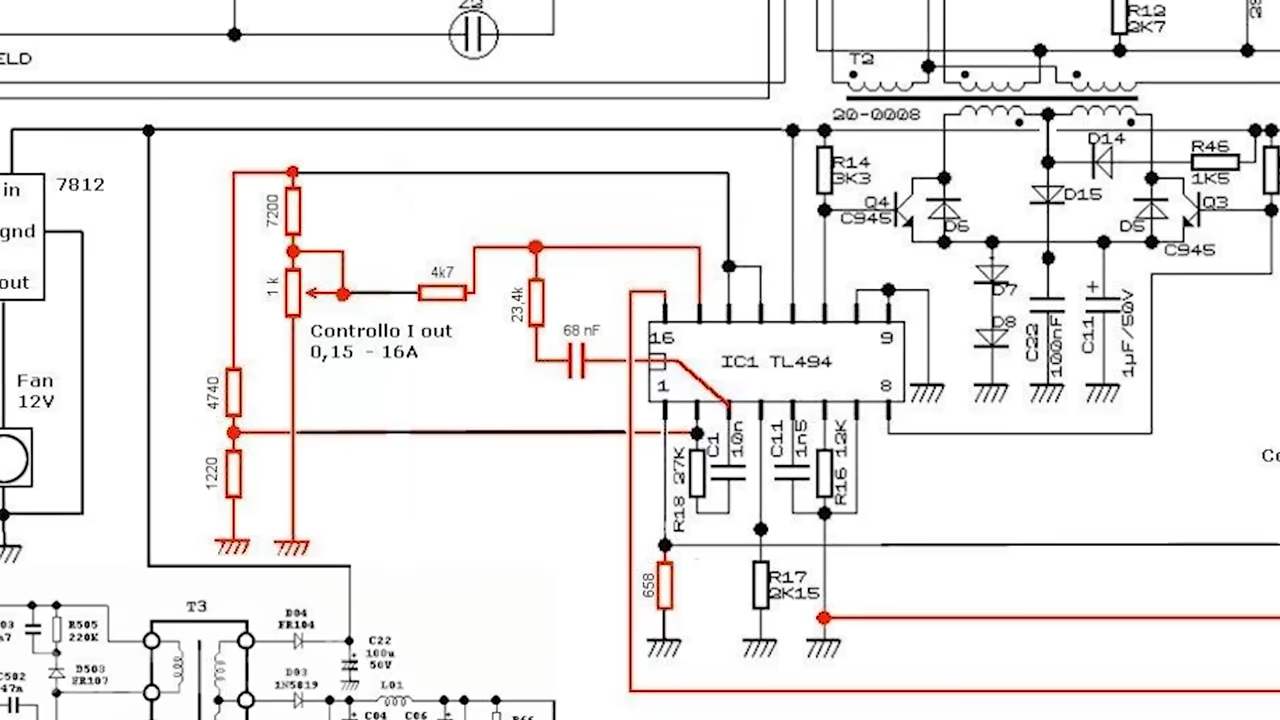 R12
2K7
ELD
T2
20-0008
D14
R46
1K5
in
7812
R14
3K3
D15
7200
Q4
C945
D6
D5
Q3
C945
gnd
out
1 k
4k7
23,4k
D7
Controllo I out
0,15 - 16A
68 nF
D8
C22
100nF
C11
+
1µF/50V
16
9
IC1 TL494
1
8
Fan
12V
4740
1220
R18 27K
C1
10n
C11
1n5
R16 12K
658
R17
2K15
T3
R505
220K
D04
FR104
C22
100u
50V
D503
FR107
D03
1N5819
L01
C502
47n
C04
C06